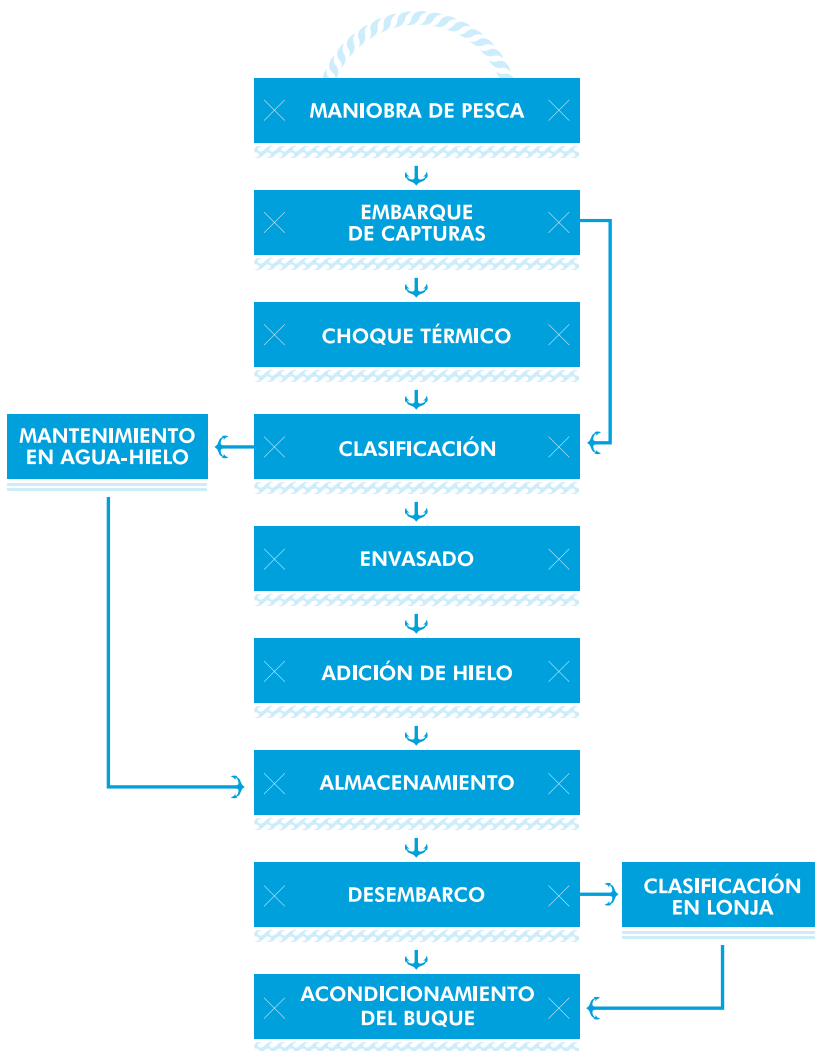 MANIOBRA DE PESCA
EMBARQUE
DE CAPTURAS
CHOQUE TÉRMICO
MANTENIMIENTO
EN AGUA-HIELO
CLASIFICACIÓN
ENVASADO
ADICIÓN DE HIELO
ALMACENAMIENTO
DESEMBARCO
CLASIFICACIÓN
EN LONJA
ACONDICIONAMIENTO
DEL BUQUE